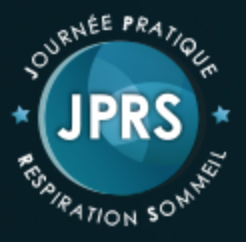 JOURNÉE PRATIQUE
JPRS
RESPIRATION SOMMEIL